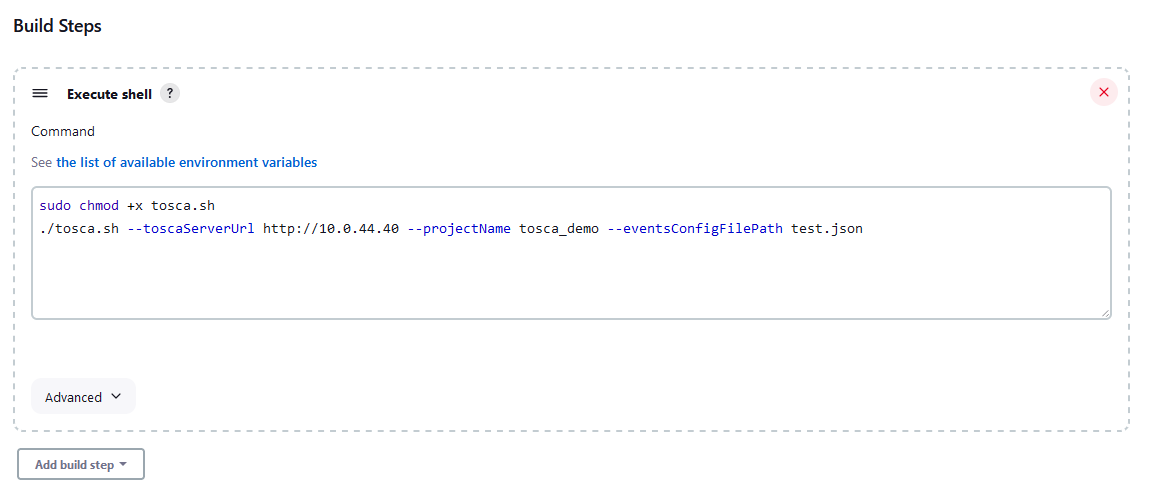 Build Steps
Execute shell ?
Command
See the list of available environment variables
sudo chmod +x tosca.sh
./tosca.sh --toscaServerUrl http://10.0.44.40 --projectName tosca_demo --eventsConfigFilePath test.json
Advanced
Add build step